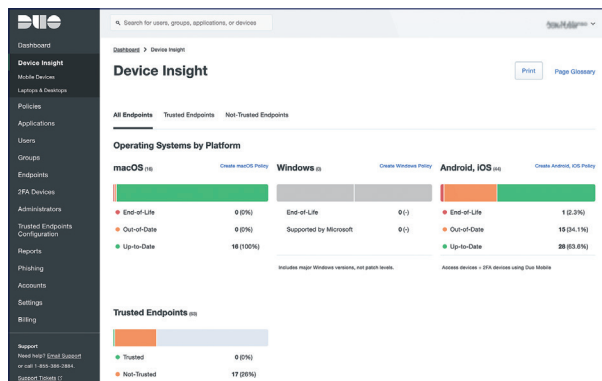 DUO
Search for users, groups, applications, or devices
Dashboard
Device Insight
Mobile Devices
Laptops & Desktops
Policies
Applications
Users
Groups
Endpoints
2FA Devices
Administrators
Trusted Endpoints
Configuration
Reports
Phishing
Accounts
Settings
Billing
Support
Need help? Email Support
or call 1-855-386-2884.
Support Tickets
Dashboard > Device Insight
Device Insight
Print
Page Glossary
All Endpoints Trusted Endpoints Not-Trusted Endpoints
Operating Systems by Platform
macOS (16) Create macOS Policy
End-of-Life 0 (0%)
Out-of-Date 0 (0%)
Up-to-Date 16 (100%)
Windows (0) Create Windows Policy
End-of-Life 0 (-)
Supported by Microsoft 0 (-)
Includes major Windows versions, not patch levels.
Android, iOS (44) Create Android, iOS Policy
End-of-Life 1 (2.3%)
Out-of-Date 15 (34.1%)
Up-to-Date 28 (63.6%)
Access devices + 2FA devices using Duo Mobile
Trusted Endpoints
Trusted 0 (0%)
Not-Trusted 17 (26%)